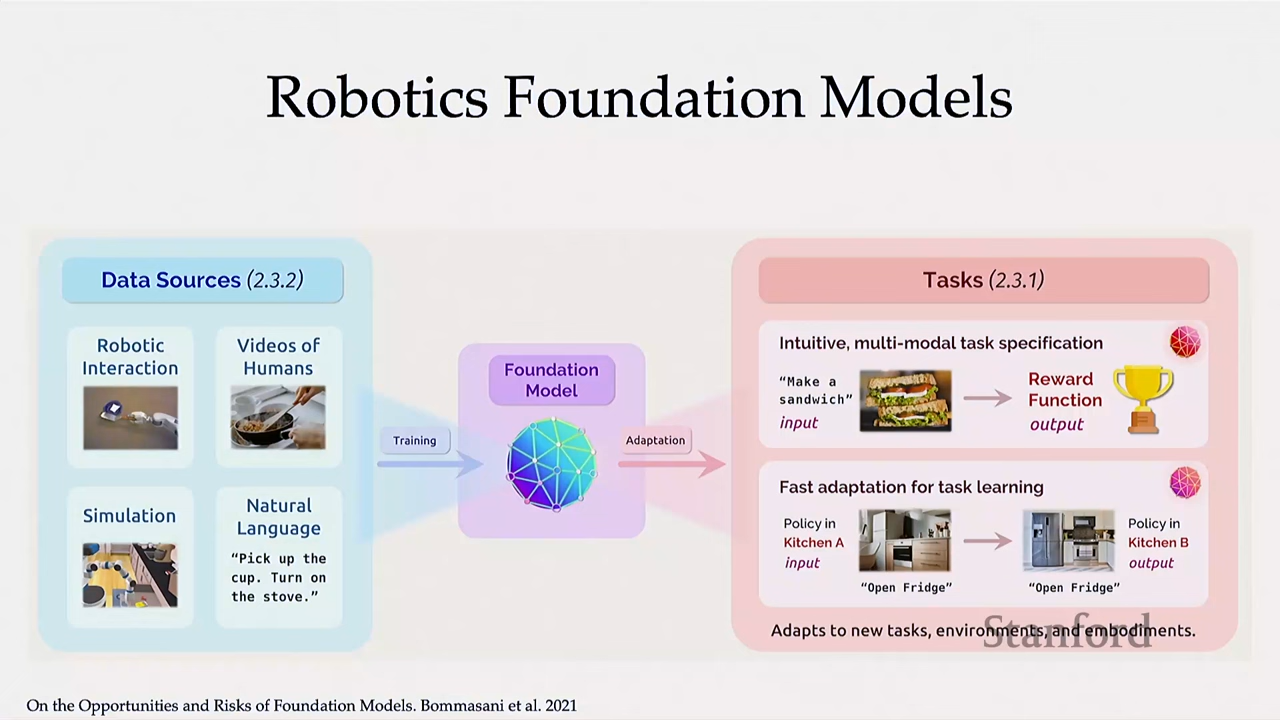 Robotics Foundation Models
Data Sources (2.3.2)
Robotic
Interaction
Videos of
Humans
Simulation
Natural
Language
“Pick up the
cup. Turn on
the stove.”
Training
Foundation
Model
Adaptation
Tasks (2.3.1)
Intuitive, multi-modal task specification
“Make a
sandwich”
input
Reward
Function
output
Fast adaptation for task learning
Policy in
Kitchen A
input
“Open Fridge”
“Open Fridge”
Policy in
Kitchen B
output
Adapts to new tasks, environments, and embodiments.
Stanford
On the Opportunities and Risks of Foundation Models. Bommasani et al. 2021